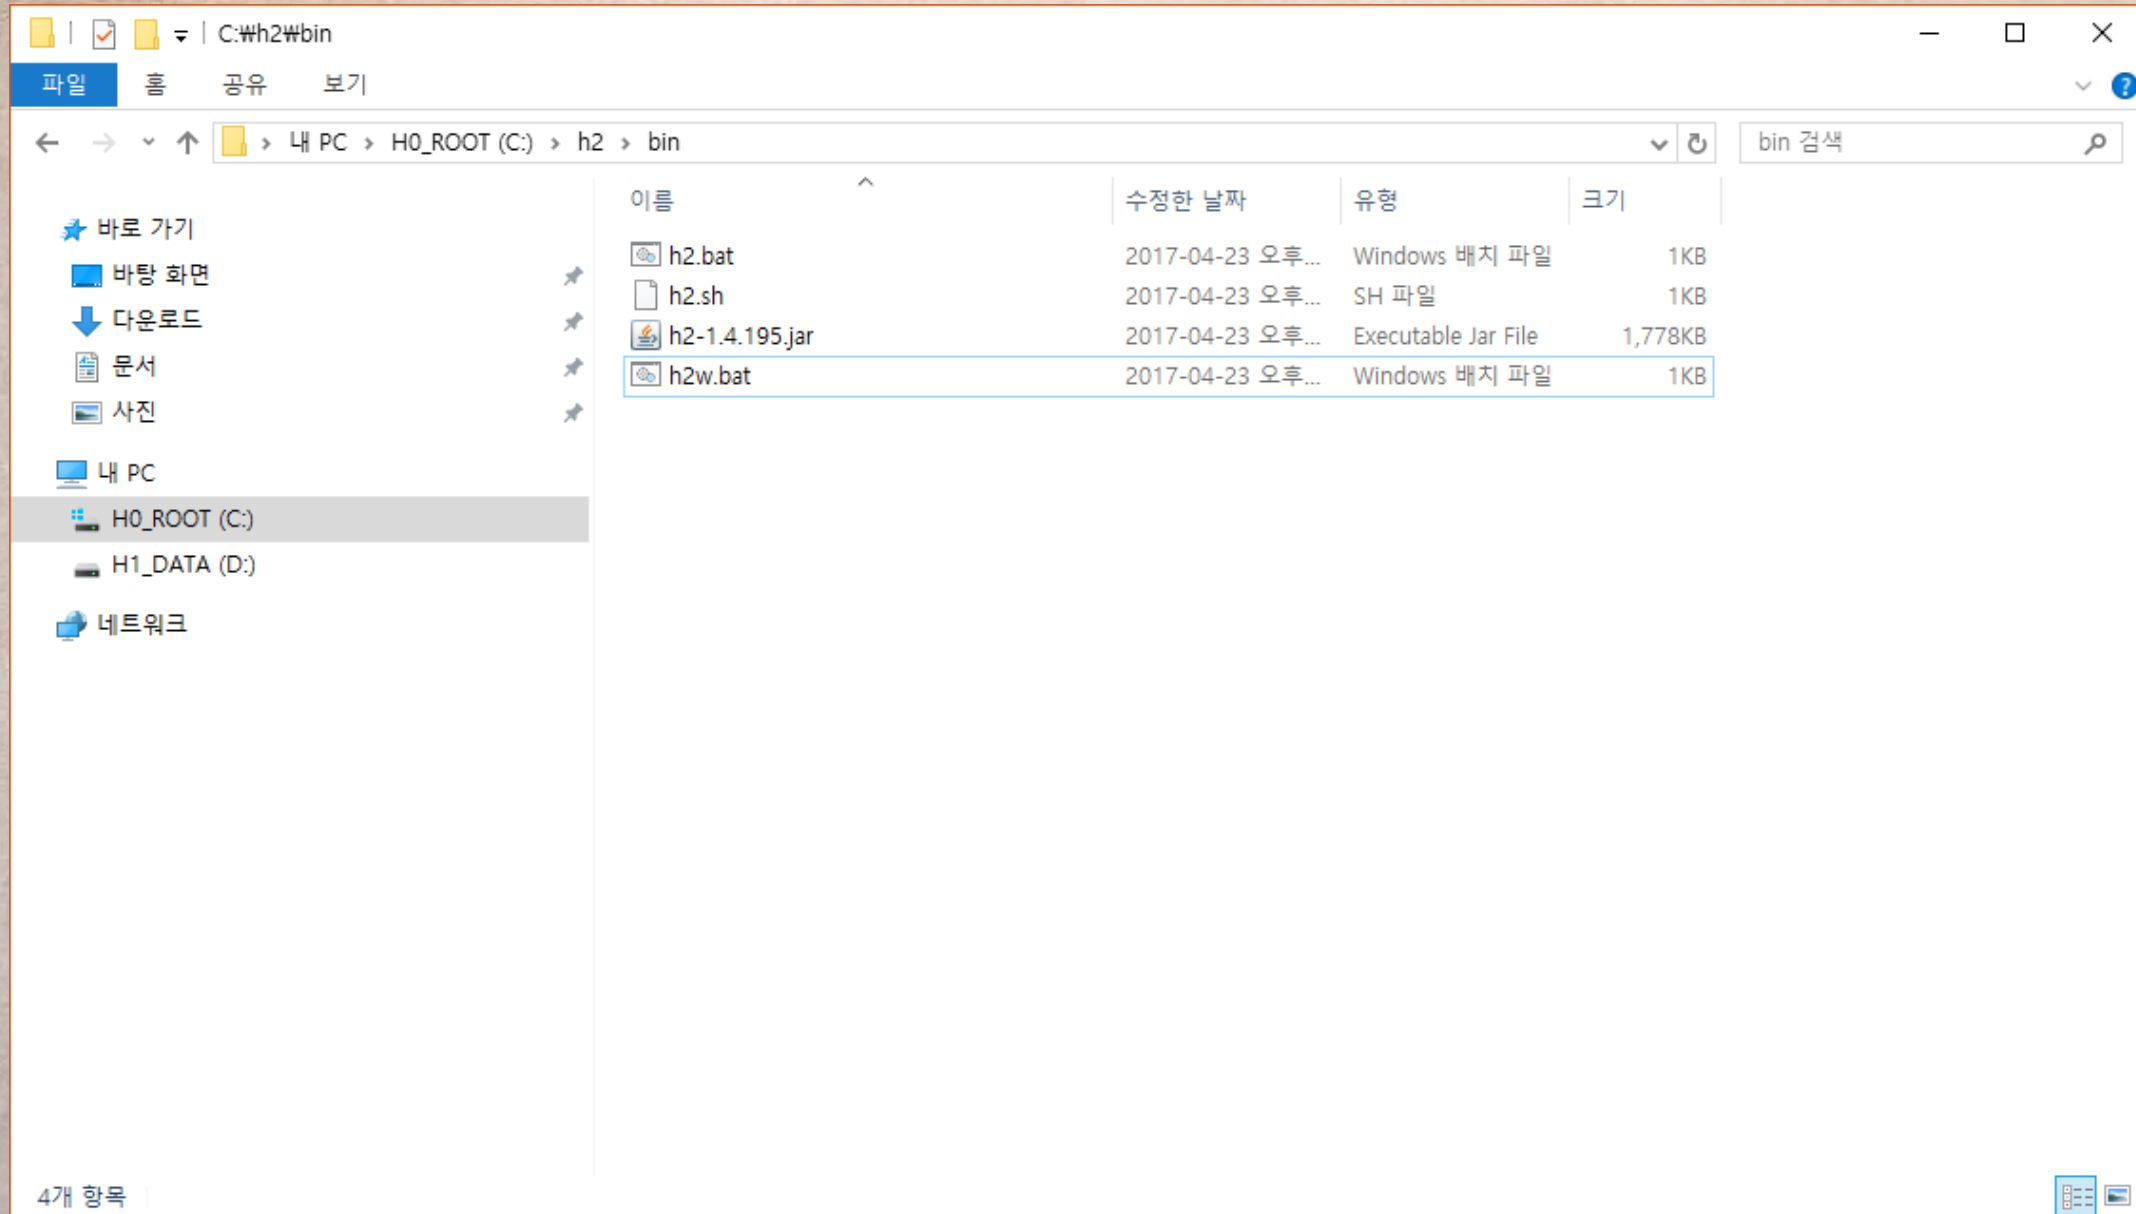 C:₩h2₩bin
파일 홈 공유 보기
내 PC H0_ROOT (C:) h2 bin
bin 검색
이름 수정한 날짜 유형 크기
바로 가기
바탕 화면
다운로드
문서
사진
내 PC
H0_ROOT (C:)
H1_DATA (D:)
네트워크
h2.bat 2017-04-23 오후... Windows 배치 파일 1KB
h2.sh 2017-04-23 오후... SH 파일 1KB
h2-1.4.195.jar 2017-04-23 오후... Executable Jar File 1,778KB
h2w.bat 2017-04-23 오후... Windows 배치 파일 1KB
4개 항목